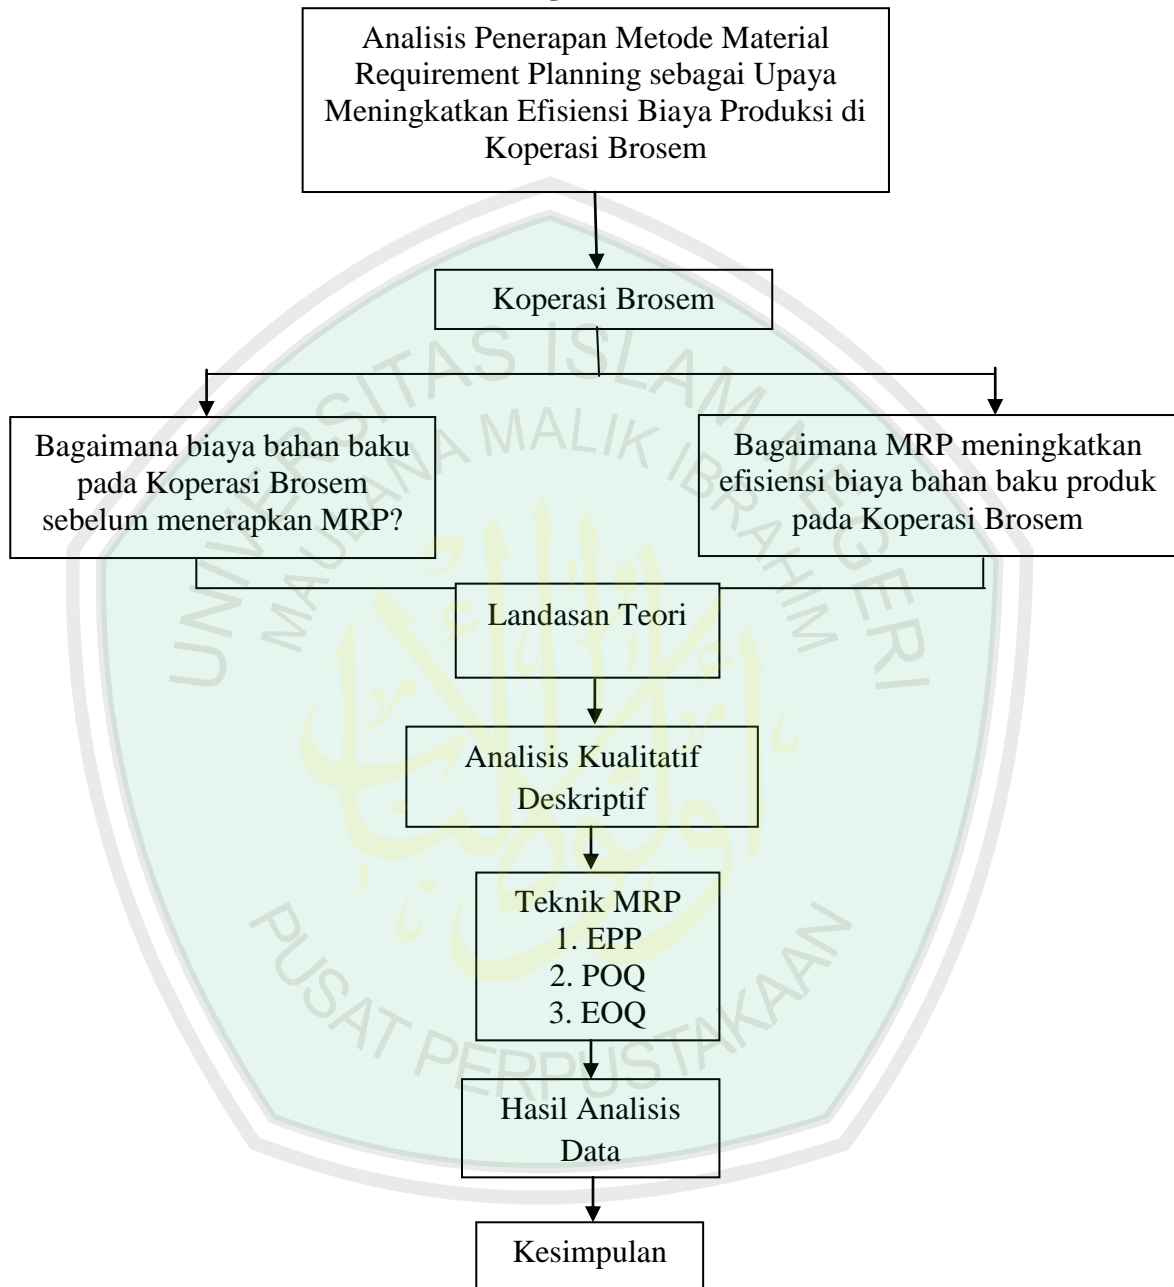 Analisis Penerapan Metode Material
Requirement Planning sebagai Upaya
Meningkatkan Efisiensi Biaya Produksi di
Koperasi Brosem
Koperasi Brosem
Bagaimana biaya bahan baku
pada Koperasi Brosem
sebelum menerapkan MRP?
Bagaimana MRP meningkatkan
efisiensi biaya bahan baku produk
pada Koperasi Brosem
Landasan Teori
Analisis Kualitatif
Deskriptif
Teknik MRP
1. EPP
2. POQ
3. EOQ
Hasil Analisis
Data
Kesimpulan
UNIVERSITAS ISLAM NEGERI
MAULANA MALIK IBRAHIM
PUSAT PERPUSTAKAAN